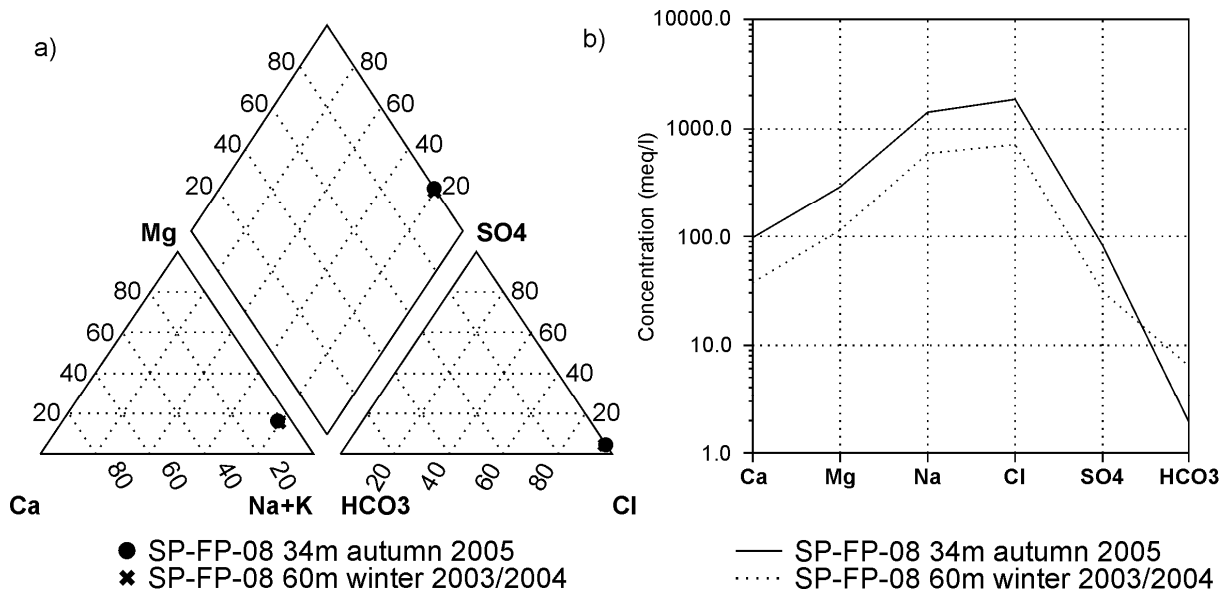 a)
80 80
60 60
40 40
20 20
Mg SO4
80 80
60 60
40 40
20 20
80 60 40 20 20 40 60 80
Ca Na+K HCO3 Cl
SP-FP-08 34m autumn 2005
SP-FP-08 60m winter 2003/2004
b)
Concentration (meq/l)
10000.0
1000.0
100.0
10.0
1.0
Ca Mg Na Cl SO4 HCO3
SP-FP-08 34m autumn 2005
SP-FP-08 60m winter 2003/2004